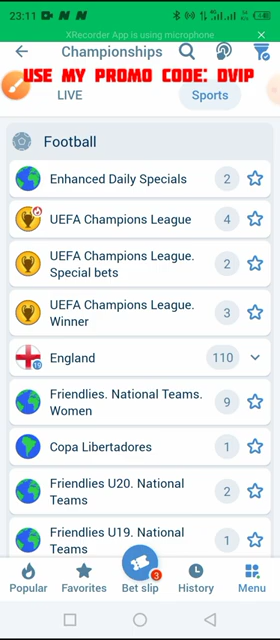 23:11
XRecorder App is using microphone
Championships
USE MY PROMO CODE: DVIP
LIVE
Sports
Football
Enhanced Daily Specials 2
UEFA Champions League 4
UEFA Champions League.
Special bets
2
UEFA Champions League.
Winner
3
England 110
19
Friendlies. National Teams.
Women
9
Copa Libertadores 1
Friendlies U20. National
Teams
2
Friendlies U19. National
Teams
1
3
Popular Favorites Bet slip History Menu